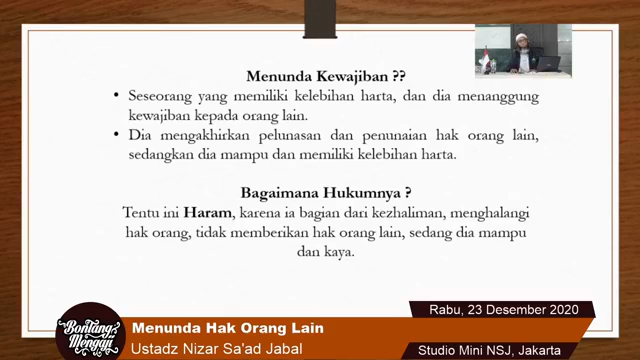 Menunda Kewajiban ??
• Seseorang yang memiliki kelebihan harta, dan dia menanggung
kewajiban kepada orang lain.
• Dia mengakhirkan pelunasan dan penunaian hak orang lain,
sedangkan dia mampu dan memiliki kelebihan harta.
Bagaimana Hukumnya ?
Tentu ini Haram, karena ia bagian dari kezhaliman, menghalangi
hak orang, tidak memberikan hak orang lain, sedang dia mampu
dan kaya.
Rabu, 23 Desember 2020
Bontang
Mengaji
Menunda Hak Orang Lain
Ustadz Nizar Sa'ad Jabal
Studio Mini NSJ, Jakarta